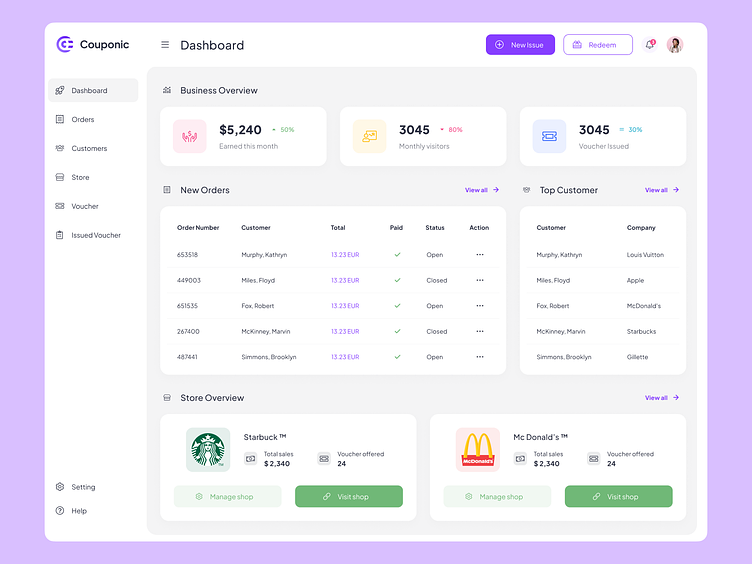 Couponic
Dashboard
New Issue
Redeem
Dashboard
Orders
Customers
Store
Voucher
Issued Voucher
Setting
Help
Business Overview
$5,240 50%
Earned this month
3045 80%
Monthly visitors
3045 = 30%
Voucher Issued
New Orders
View all
Order Number Customer Total Paid Status Action
653518 Murphy, Kathryn 13.23 EUR Open
449003 Miles, Floyd 13.23 EUR Closed
651535 Fox, Robert 13.23 EUR Open
267400 McKinney, Marvin 13.23 EUR Closed
487441 Simmons, Brooklyn 13.23 EUR Open
Top Customer
View all
Customer Company
Murphy, Kathryn Louis Vuitton
Miles, Floyd Apple
Fox, Robert McDonald's
McKinney, Marvin Starbucks
Simmons, Brooklyn Gillette
Store Overview
View all
Starbuck ™
Total sales
$ 2,340
Voucher offered
24
Manage shop
Visit shop
McDonald's
Mc Donald's ™
Total sales
$ 2,340
Voucher offered
24
Manage shop
Visit shop